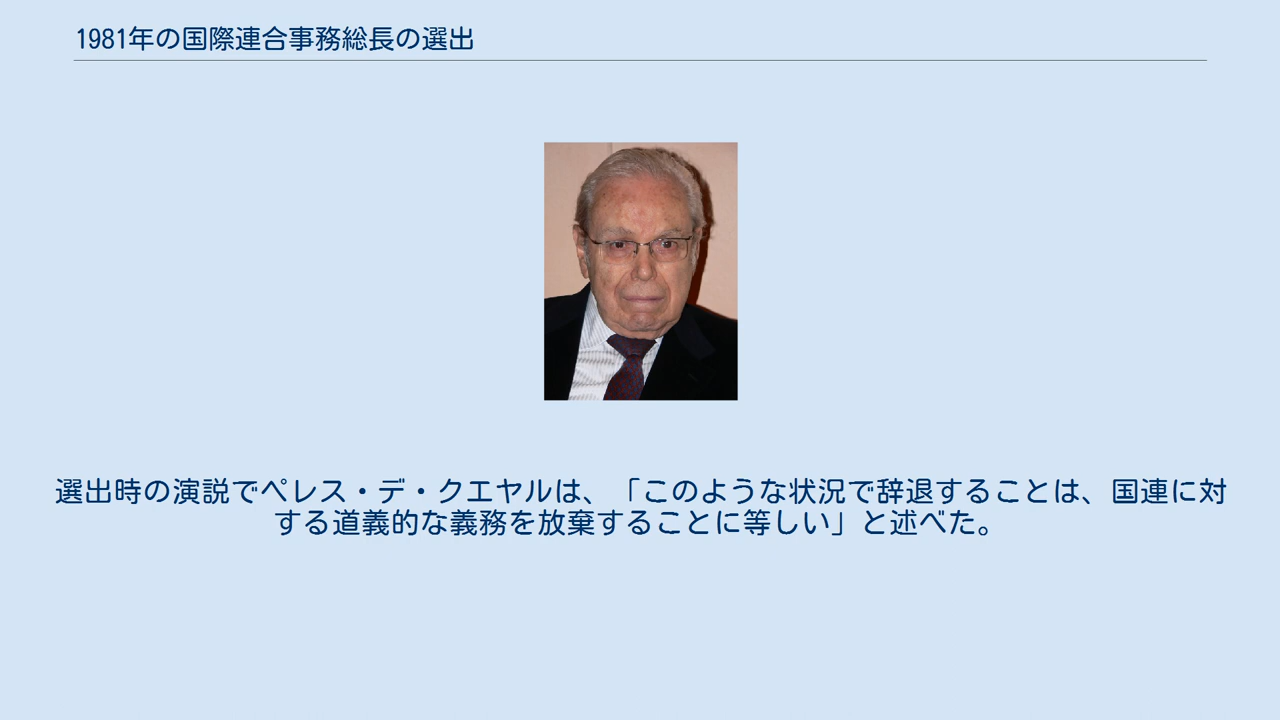 1981年の国際連合事務総長の選出
選出時の演説でペレス・デ・クエヤルは、「このような状況で辞退することは、国連に対
する道義的な義務を放棄することに等しい」と述べた。